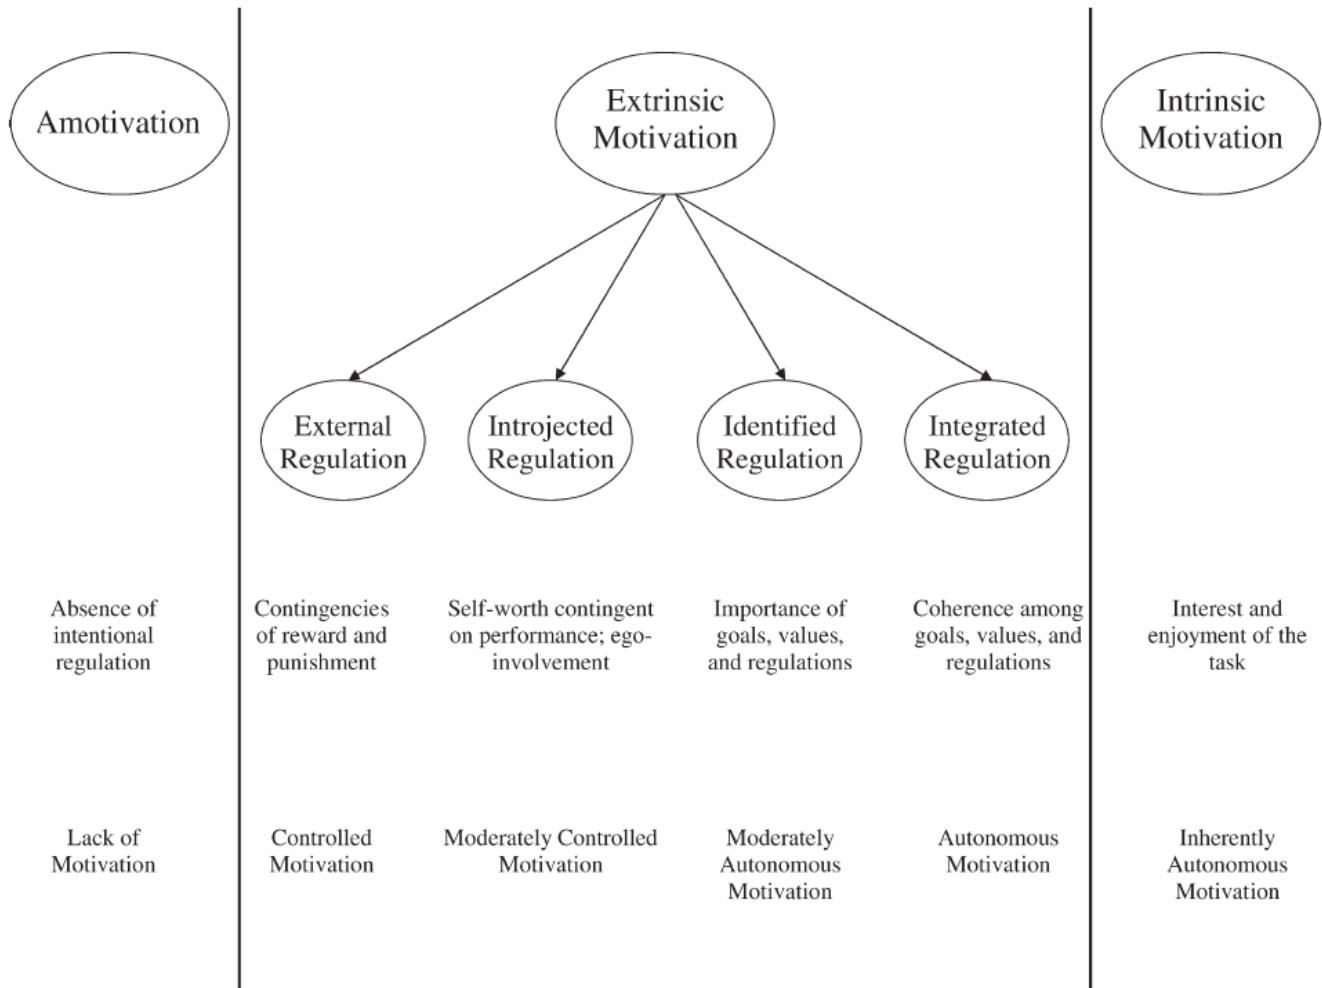 Amotivation
Extrinsic
Motivation
Intrinsic
Motivation
External
Regulation
Introjected
Regulation
Identified
Regulation
Integrated
Regulation
Absence of
intentional
regulation
Contingencies
of reward and
punishment
Self-worth contingent
on performance; ego-
involvement
Importance of
goals, values,
and regulations
Coherence among
goals, values, and
regulations
Interest and
enjoyment of the
task
Lack of
Motivation
Controlled
Motivation
Moderately Controlled
Motivation
Moderately
Autonomous
Motivation
Autonomous
Motivation
Inherently
Autonomous
Motivation